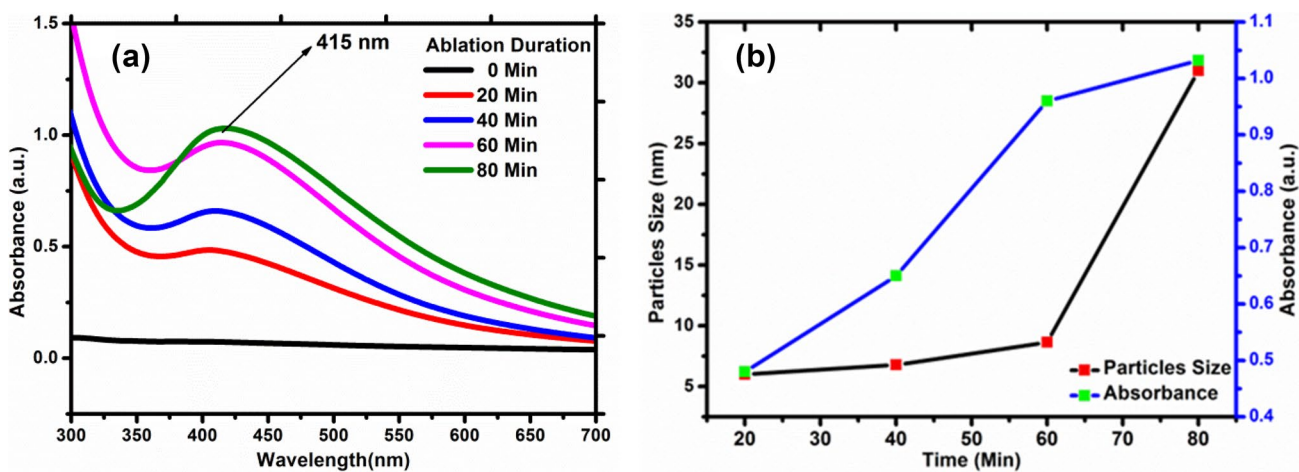 (a)
415 nm
Ablation Duration
0 Min
20 Min
40 Min
60 Min
80 Min
Absorbance (a.u.)
1.5
1.0
0.5
0.0
300 350 400 450 500 550 600 650 700
Wavelength(nm)
(b)
Particles Size (nm)
35
30
25
20
15
10
5
Particles Size
Absorbance
20 30 40 50 60 70 80
Time (Min)
1.1
1.0
0.9
0.8
0.7
0.6
0.5
0.4
Absorbance (a.u.)